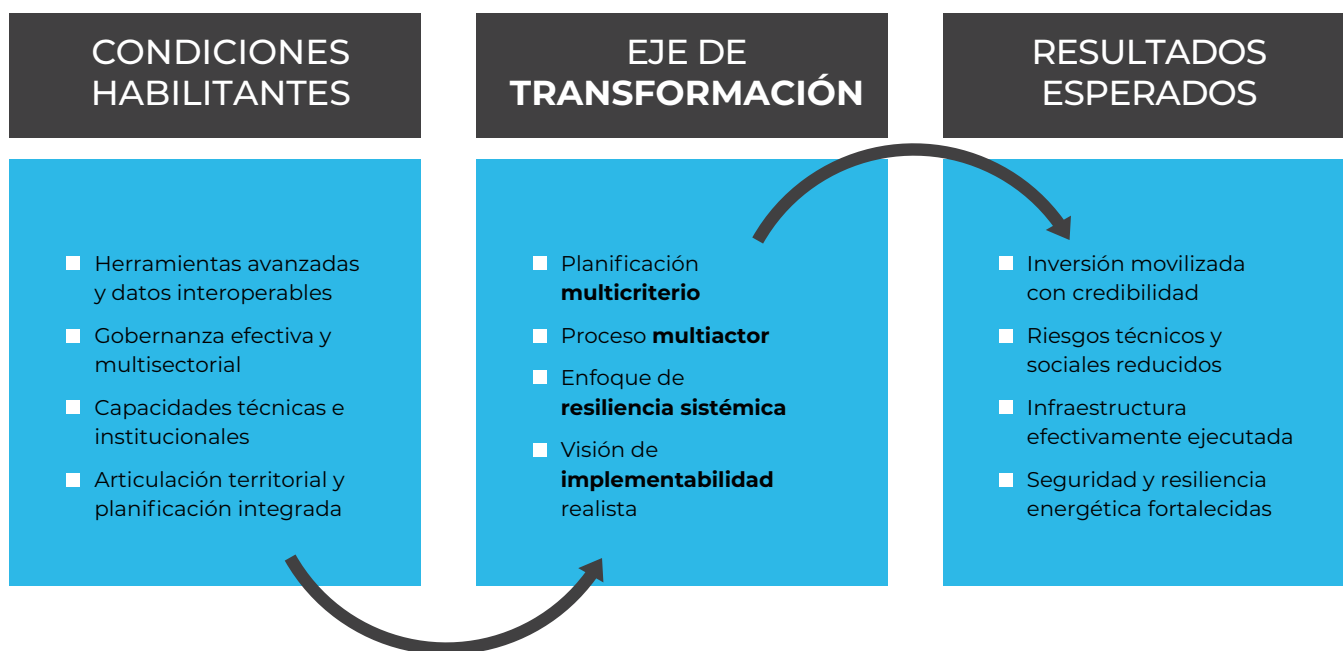 CONDICIONES
HABILITANTES
Herramientas avanzadas
y datos interoperables
Gobernanza efectiva y
multisectorial
Capacidades técnicas e
institucionales
Articulación territorial y
planificación integrada
EJE DE
TRANSFORMACIÓN
Planificación
multicriterio
Proceso multiactor
Enfoque de
resiliencia sistémica
Visión de
implementabilidad
realista
RESULTADOS
ESPERADOS
Inversión movilizada
con credibilidad
Riesgos técnicos y
sociales reducidos
Infraestructura
efectivamente ejecutada
Seguridad y resiliencia
energética fortalecidas